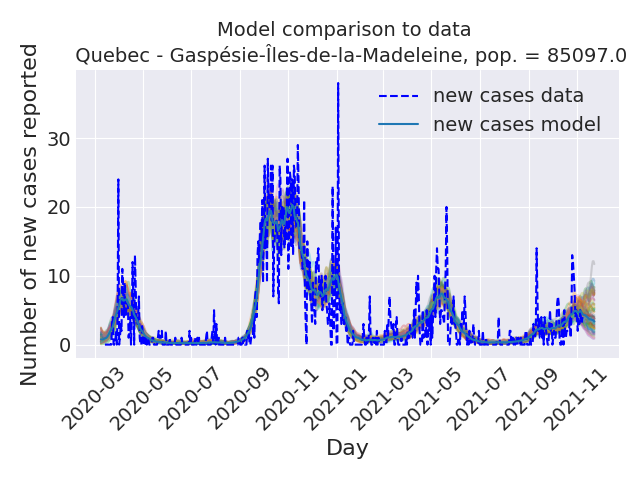 Model comparison to data
Quebec - Gaspésie-Îles-de-la-Madeleine, pop. = 85097.0
Number of new cases reported
30
20
10
0
new cases data
new cases model
2020-03
2020-05
2020-07
2020-09
2020-11
2021-01
2021-03
2021-05
2021-07
2021-09
2021-11
Day